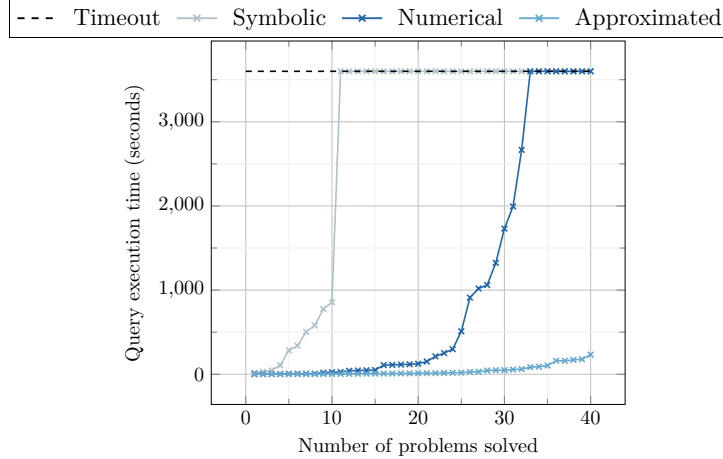 Timeout Symbolic Numerical Approximated
3,000
2,000
1,000
0
Query execution time (seconds)
0 10 20 30 40
Number of problems solved